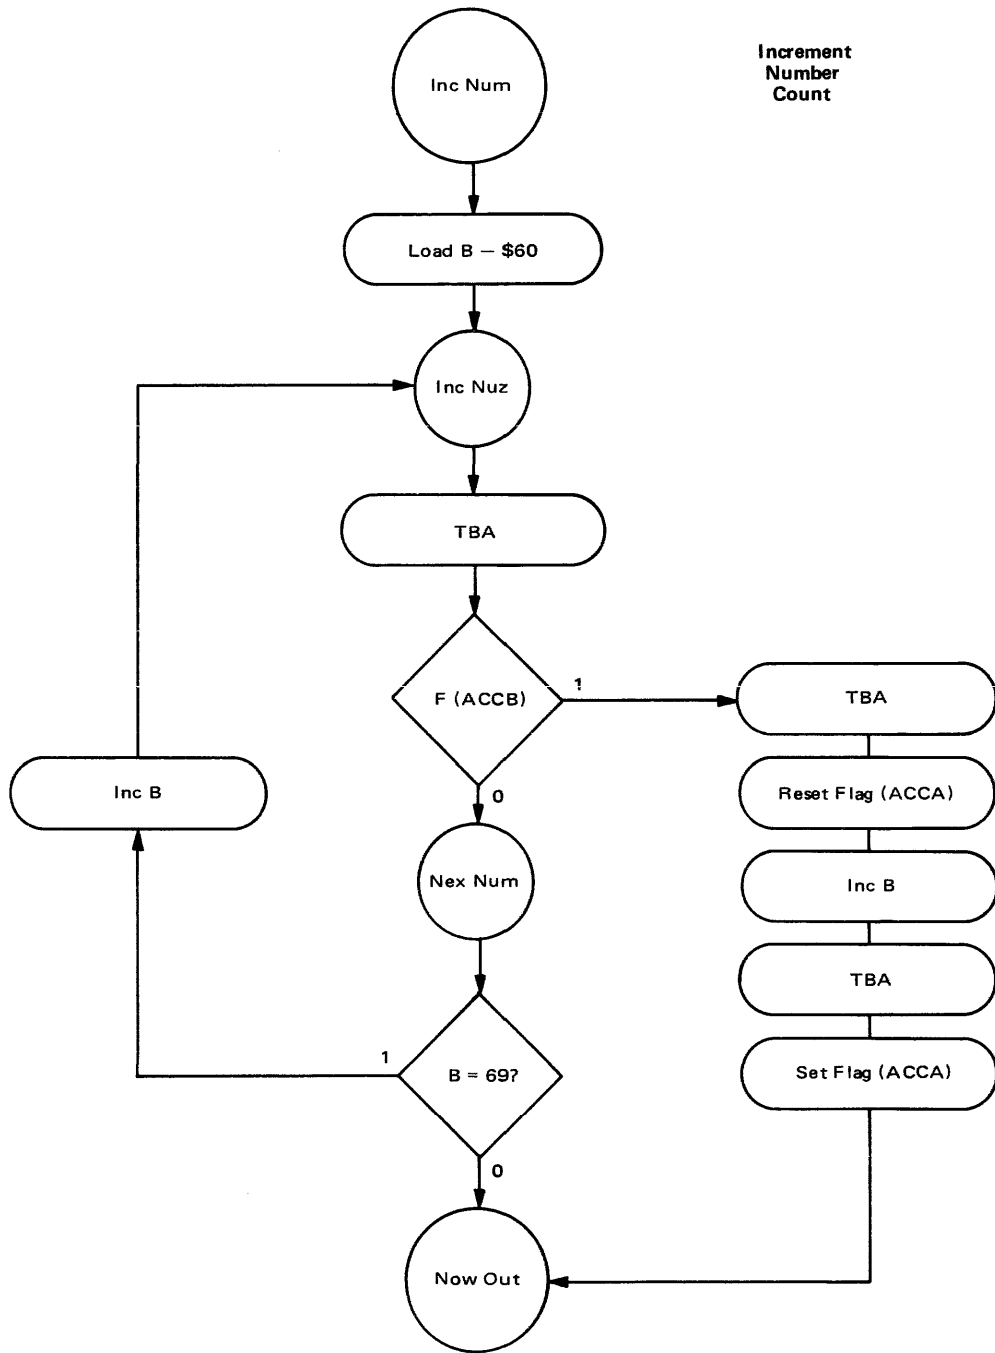 Increment
Number
Count
Inc Num
Load B — $60
Inc Nuz
TBA
F (ACCB)
1
0
TBA
Reset Flag (ACCA)
Inc B
TBA
Set Flag (ACCA)
Inc B
Nex Num
B = 69?
1
0
Now Out